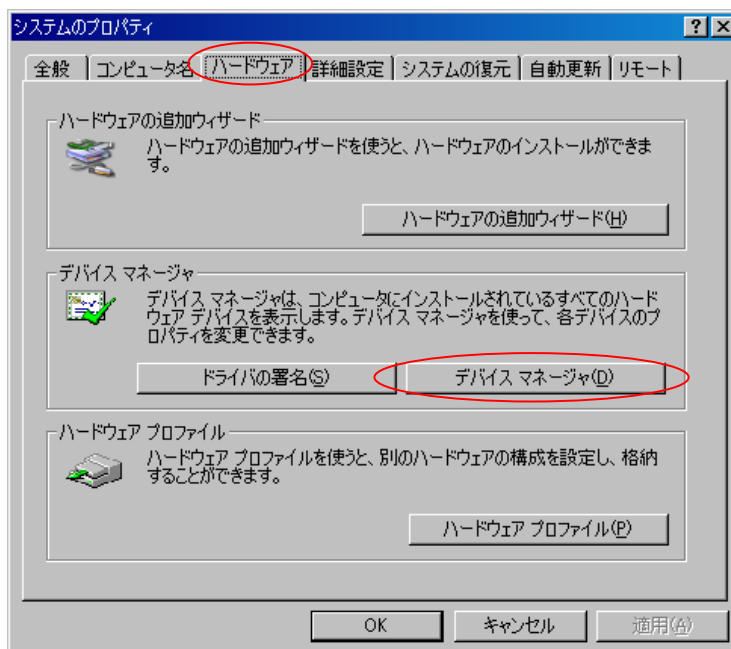 システムのプロパティ
全般 コンピュータ名 ハードウェア 詳細設定 システムの復元 自動更新 リモート
ハードウェアの追加ウィザード
ハードウェアの追加ウィザードを使うと、ハードウェアのインストールができま
す。
ハードウェアの追加ウィザード(H)
デバイス マネージャ
デバイス マネージャは、コンピュータにインストールされているすべてのハード
ウェア デバイスを表示します。デバイス マネージャを使って、各デバイスのプ
ロパティを変更できます。
ドライバの署名(S) デバイス マネージャ(D)
ハードウェア プロファイル
ハードウェア プロファイルを使うと、別のハードウェアの構成を設定し、格納
することができます。
ハードウェア プロファイル(P)
OK キャンセル 適用(A)